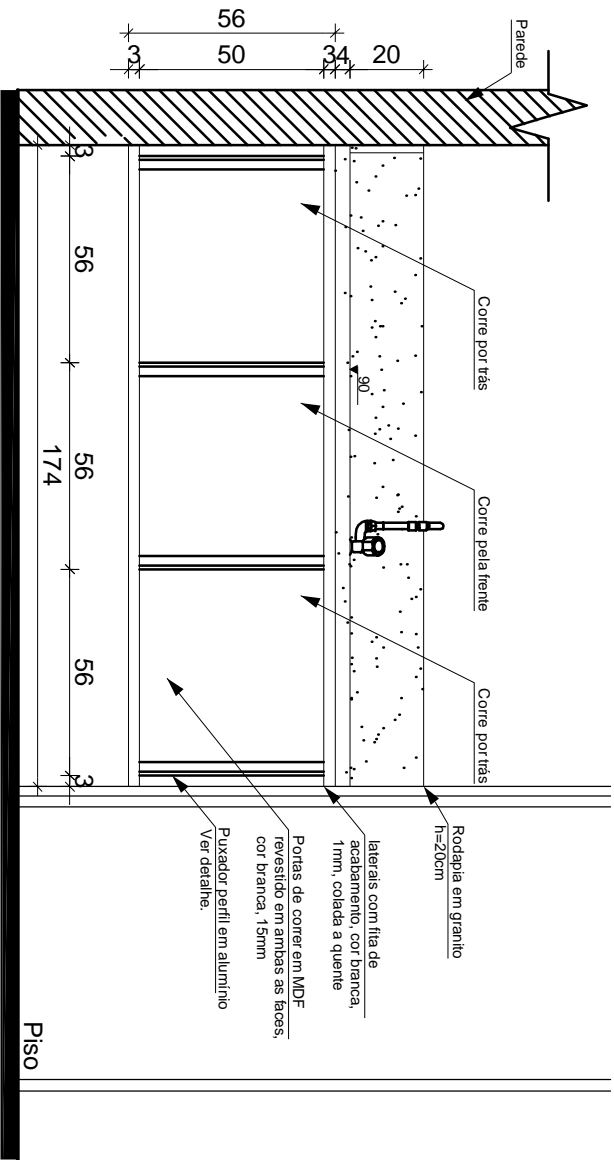 Parede
56
3
50
3
4
20
3
56
56
56
3
174
90
Corre por trás
Corre pela frente
Corre por trás
Rodapia em granito
h=20cm
laterais com fita de
acabamento, cor branca,
1mm, colada a quente
Portas de correr em MDF
revestido em ambas as faces,
cor branca, 15mm
Puxador perfil em alumínio
Ver detalhe.
Piso